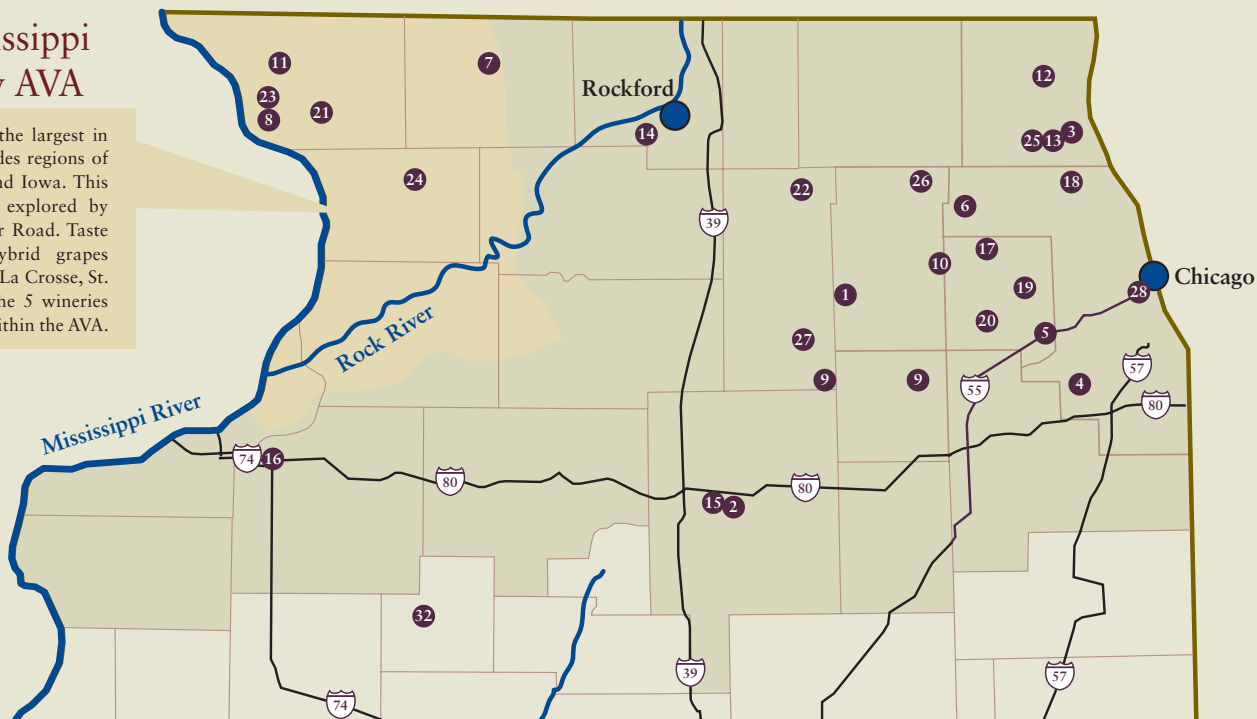 ssissippi
AVA
the largest in
des regions of
nd Iowa. This
explored by
r Road. Taste
ybrid grapes
La Crosse, St.
he 5 wineries
ithin the AVA.
11
7
12
Rockford
23
8
21
14
3
25 13
24
22
26
18
6
39
17
10
Chicago
1
19
28
20
5
27
Rock River
57
9
9
55
4
80
Mississippi River
74 16
80
80
15 2
32
39
57
74